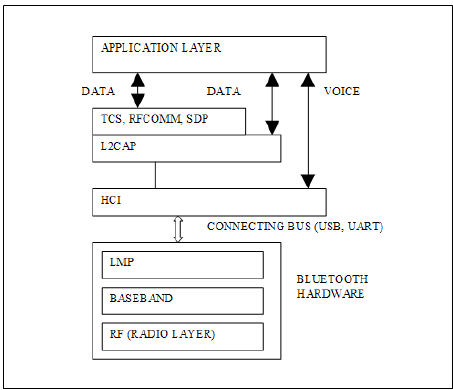 APPLICATION LAYER
DATA
DATA
VOICE
TCS, RFCOMM, SDP
L2CAP
HCI
CONNECTING BUS (USB, UART)
LMP
BASEBAND
RF (RADIO LAYER)
BLUETOOTH
HARDWARE